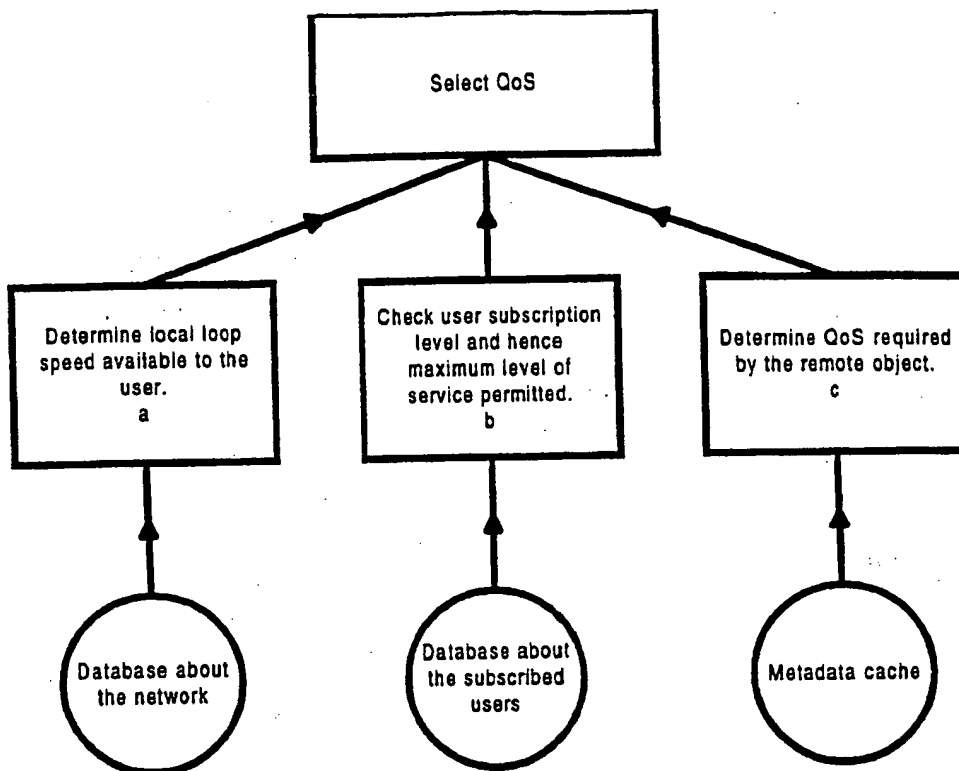 Select QoS
Determine local loop
speed available to the
user.
a
Check user subscription
level and hence
maximum level of
service permitted.
b
Determine QoS required
by the remote object.
c
Database about
the network
Database about
the subscribed
users
Metadata cache